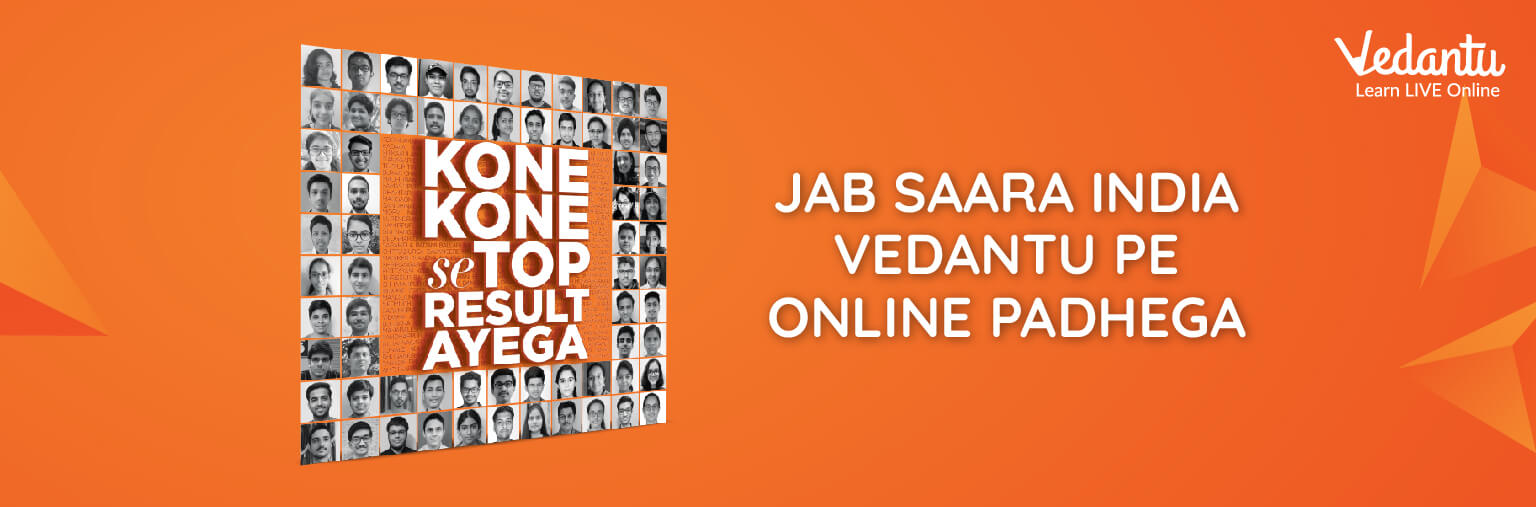 KONE
KONE
se TOP
RESULT
AYEGA
JAB SAARA INDIA
VEDANTU PE
ONLINE PADHEGA
Vedantu
Learn LIVE Online